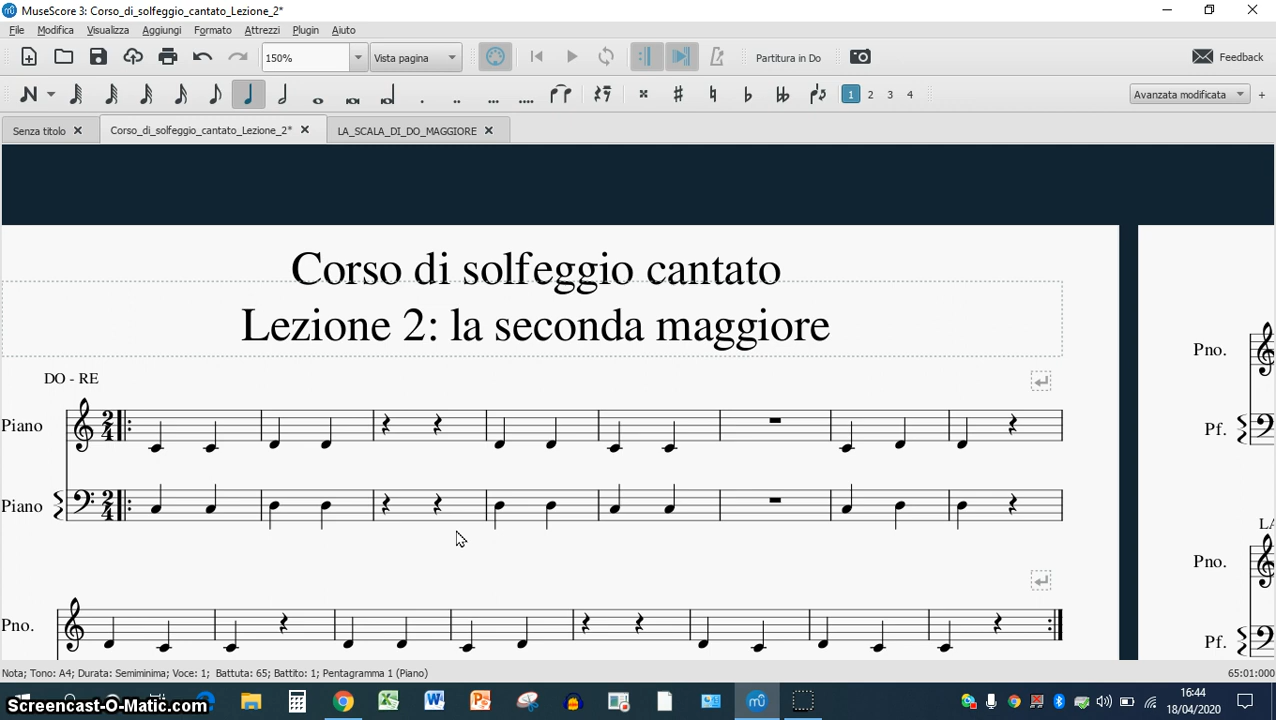 MuseScore 3: Corso_di_solfeggio_cantato_Lezione_2*
File Modifica Visualizza Aggiungi Formato Attrezzi Plugin Aiuto
150% Vista pagina Partitura in Do Feedback
1 2 3 4 Avanzata modificata +
Senza titolo Corso_di_solfeggio_cantato_Lezione_2* LA_SCALA_DI_DO_MAGGIORE
Corso di solfeggio cantato
Lezione 2: la seconda maggiore
DO - RE
Piano
Piano
Pno.
Pno.
Pf.
Pno.
Pf.
Nota; Tono: A4; Durata: Semiminima; Voce: 1; Battuta: 65; Battito: 1; Pentagramma 1 (Piano) 65:01:000
Screencast-O-Matic.com
16:44
18/04/2020